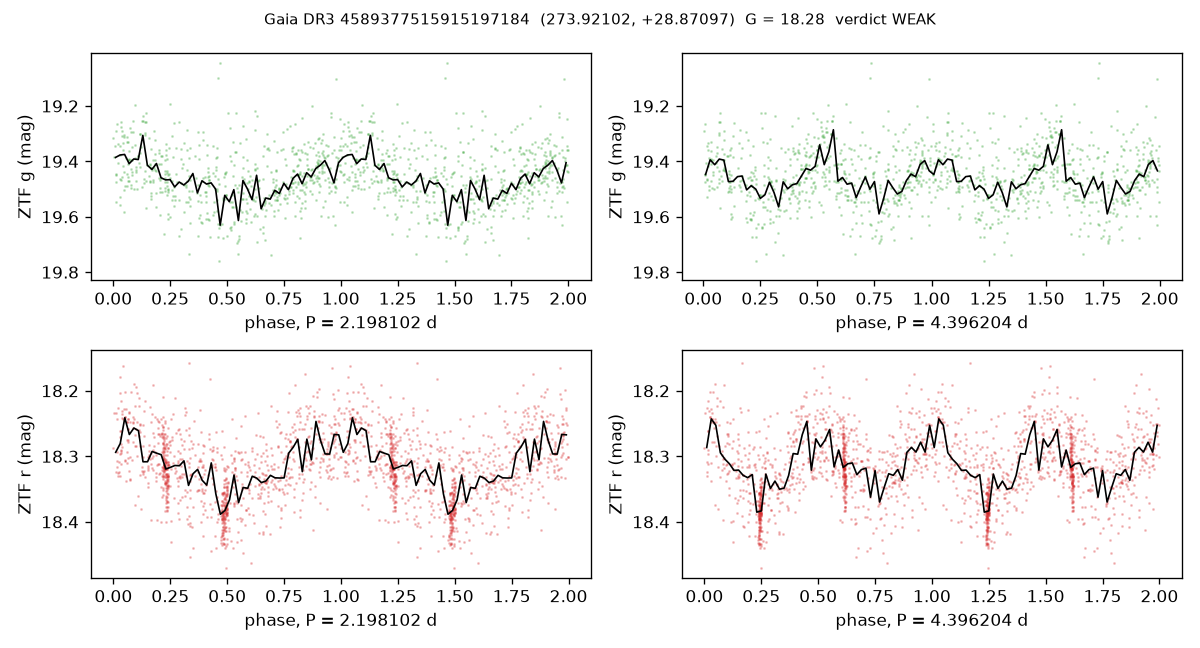 Gaia DR3 4589377515915197184  (273.92102, +28.87097)  G = 18.28  verdict WEAK
ZTF g (mag)
19.2
19.4
19.6
19.8
0.00 0.25 0.50 0.75 1.00 1.25 1.50 1.75 2.00
phase, P = 2.198102 d
ZTF g (mag)
19.2
19.4
19.6
19.8
0.00 0.25 0.50 0.75 1.00 1.25 1.50 1.75 2.00
phase, P = 4.396204 d
ZTF r (mag)
18.2
18.3
18.4
0.00 0.25 0.50 0.75 1.00 1.25 1.50 1.75 2.00
phase, P = 2.198102 d
ZTF r (mag)
18.2
18.3
18.4
0.00 0.25 0.50 0.75 1.00 1.25 1.50 1.75 2.00
phase, P = 4.396204 d